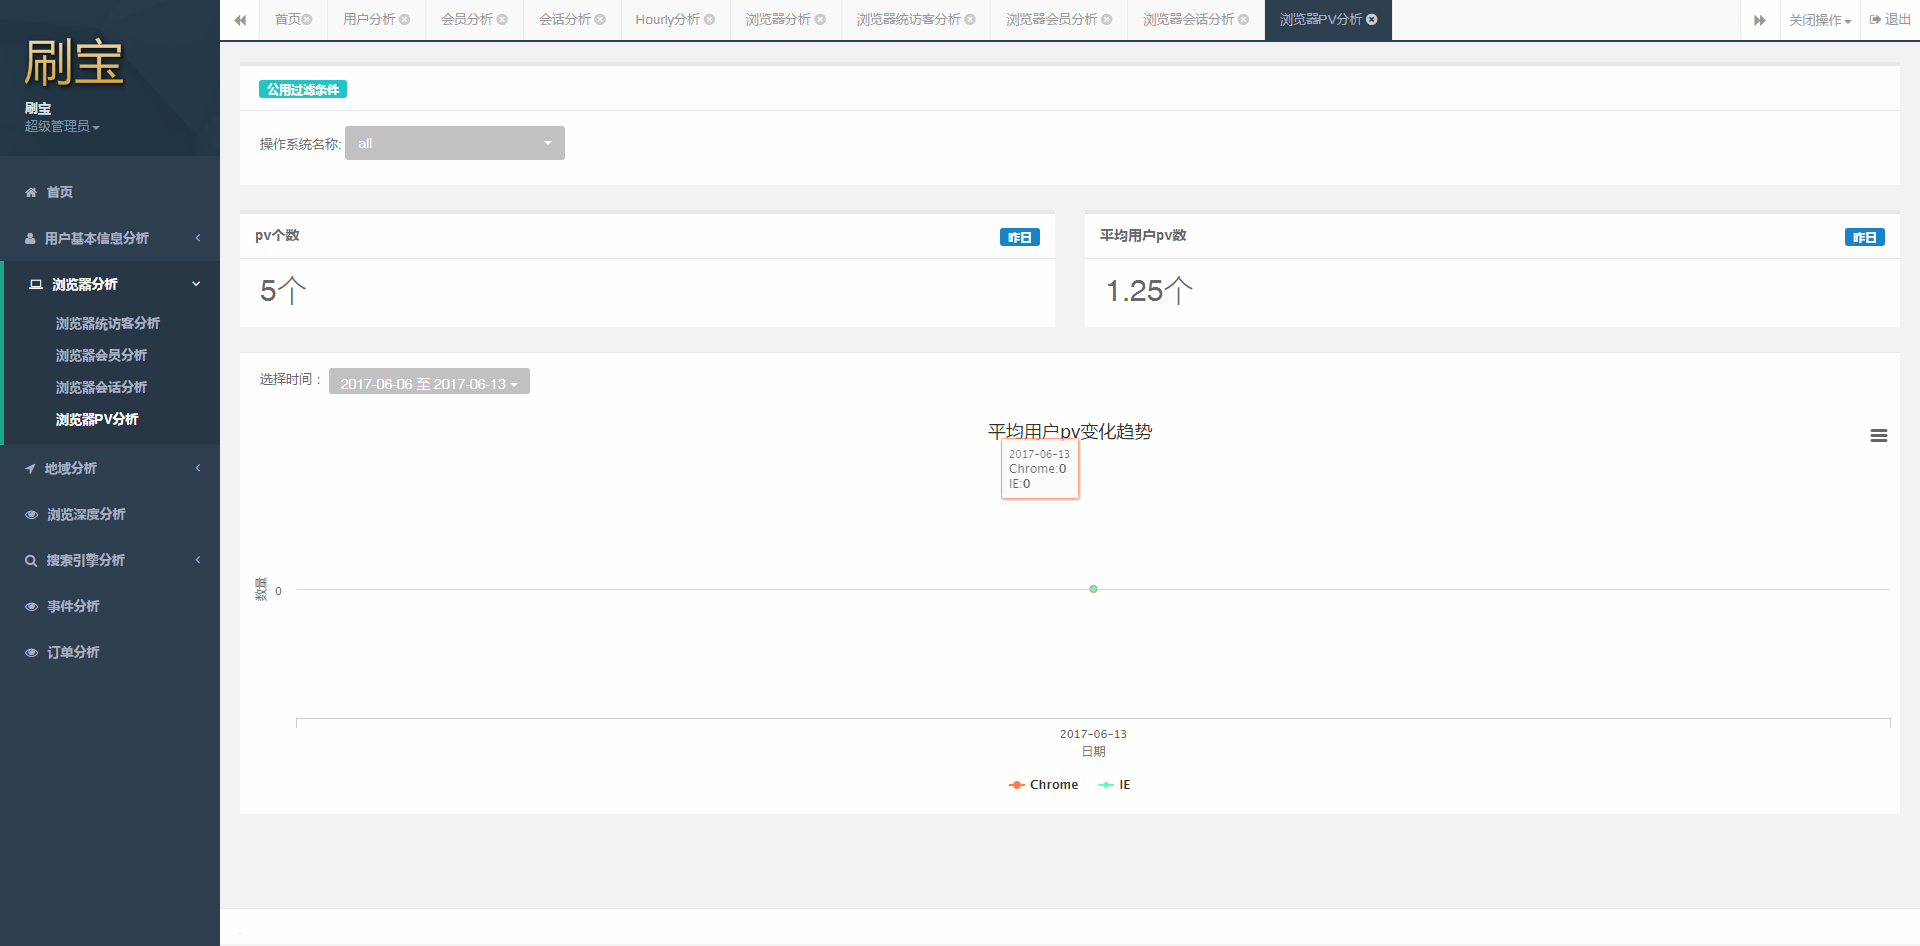 刷宝
刷宝
超级管理员
首页
用户基本信息分析
浏览器分析
浏览器统访客分析
浏览器会员分析
浏览器会话分析
浏览器PV分析
地域分析
浏览深度分析
搜索引擎分析
事件分析
订单分析
首页 用户分析 会员分析 会话分析 Hourly分析 浏览器分析 浏览器统访客分析 浏览器会员分析 浏览器会话分析 浏览器PV分析 关闭操作 退出
公用过滤条件
操作系统名称: all
pv个数 昨日
5个
平均用户pv数 昨日
1.25个
选择时间： 2017-06-06 至 2017-06-13
平均用户pv变化趋势
2017-06-13
Chrome:0
IE:0
数量
0
2017-06-13
日期
Chrome IE